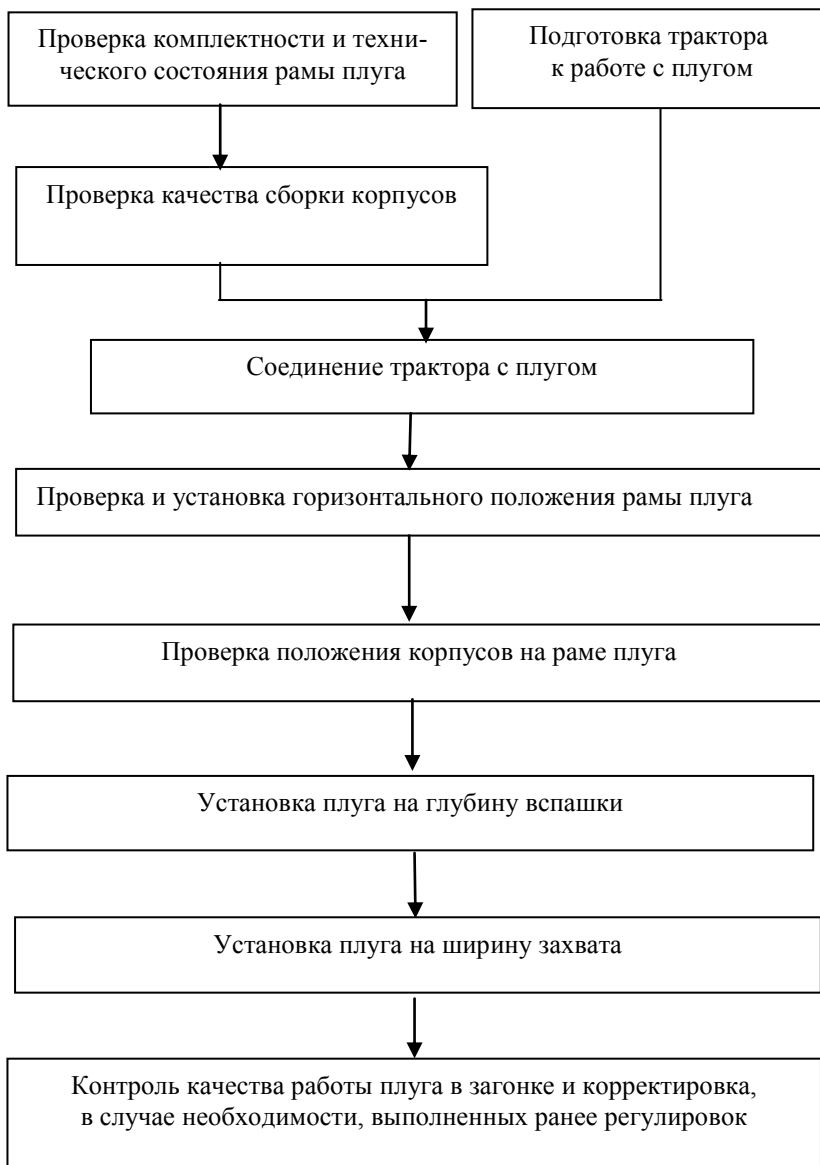 Проверка комплектности и техни-
ческого состояния рамы плуга
Подготовка трактора
к работе с плугом
Проверка качества сборки корпусов
Соединение трактора с плугом
Проверка и установка горизонтального положения рамы плуга
Проверка положения корпусов на раме плуга
Установка плуга на глубину вспашки
Установка плуга на ширину захвата
Контроль качества работы плуга в загонке и корректировка,
в случае необходимости, выполненных ранее регулировок